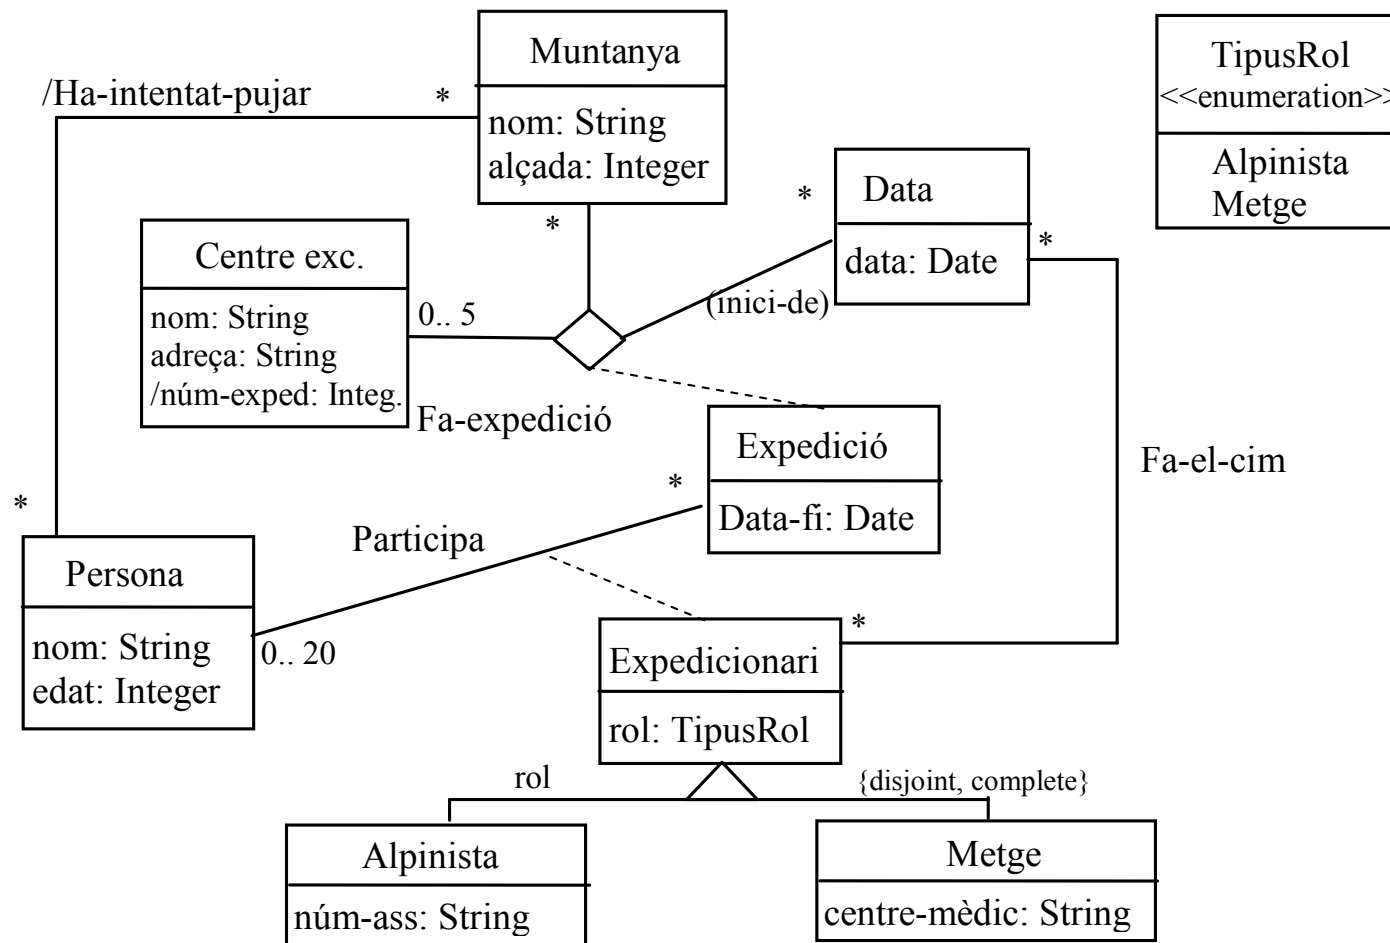 Muntanya
nom: String
alçada: Integer
TipusRol
<<enumeration>>
Alpinista
Metge
/Ha-intentat-pujar
*
*
Data
data: Date
*
*
Centre exc.
nom: String
adreça: String
/núm-exped: Integ.
0.. 5
(inici-de)
Fa-expedició
Expedició
Data-fi: Date
Fa-el-cim
*
*
Participa
Persona
nom: String
edat: Integer
0.. 20
*
Expedicionari
rol: TipusRol
rol
{disjoint, complete}
Alpinista
núm-ass: String
Metge
centre-mèdic: String